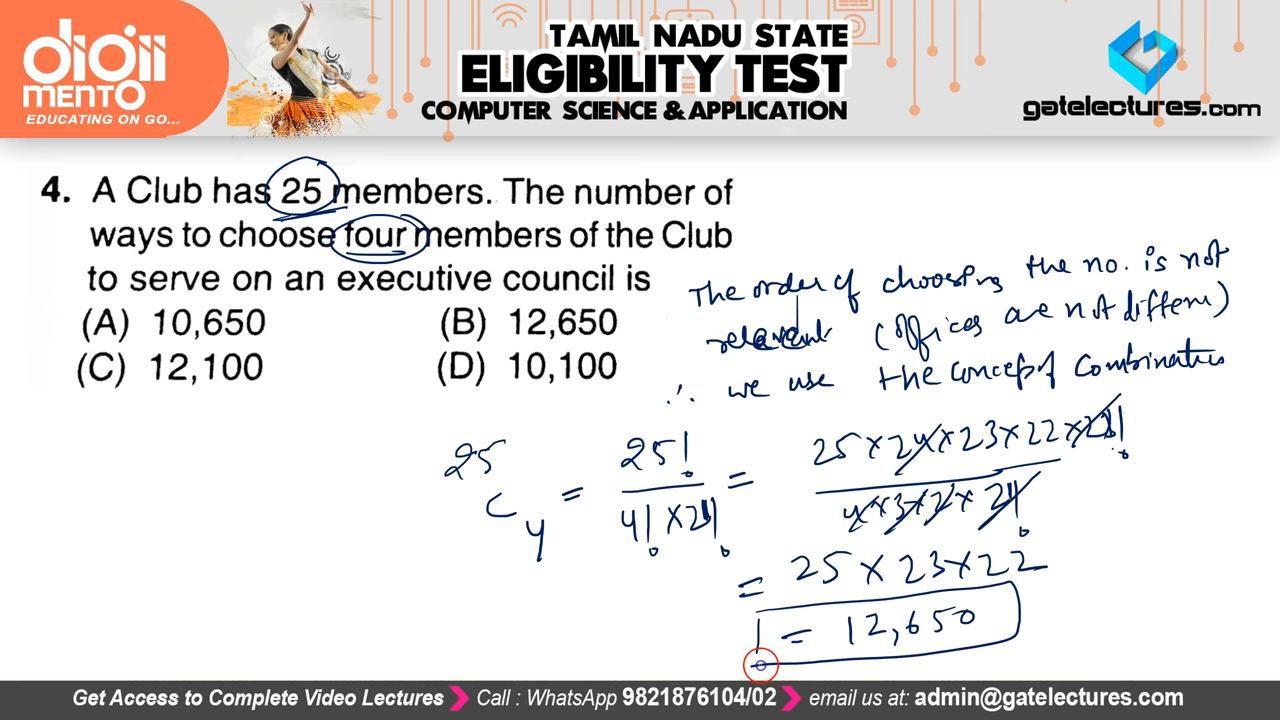 digii
mento
EDUCATING ON GO...
TAMIL NADU STATE
ELIGIBILITY TEST
COMPUTER SCIENCE & APPLICATION
gatelectures.com
4. A Club has 25 members. The number of
ways to choose four members of the Club
to serve on an executive council is
(A) 10,650 (B) 12,650
(C) 12,100 (D) 10,100
The order of choosing the no. is not
relevant (offices are not differen)
∴ we use the concept of Combination
25 C 4 = 25! / 4! × 21! = 25 × 24 × 23 × 22 × 21! / 4 × 3 × 2 × 21!
= 25 × 23 × 22
= 12,650
Get Access to Complete Video Lectures Call : WhatsApp 9821876104/02 email us at: admin@gatelectures.com